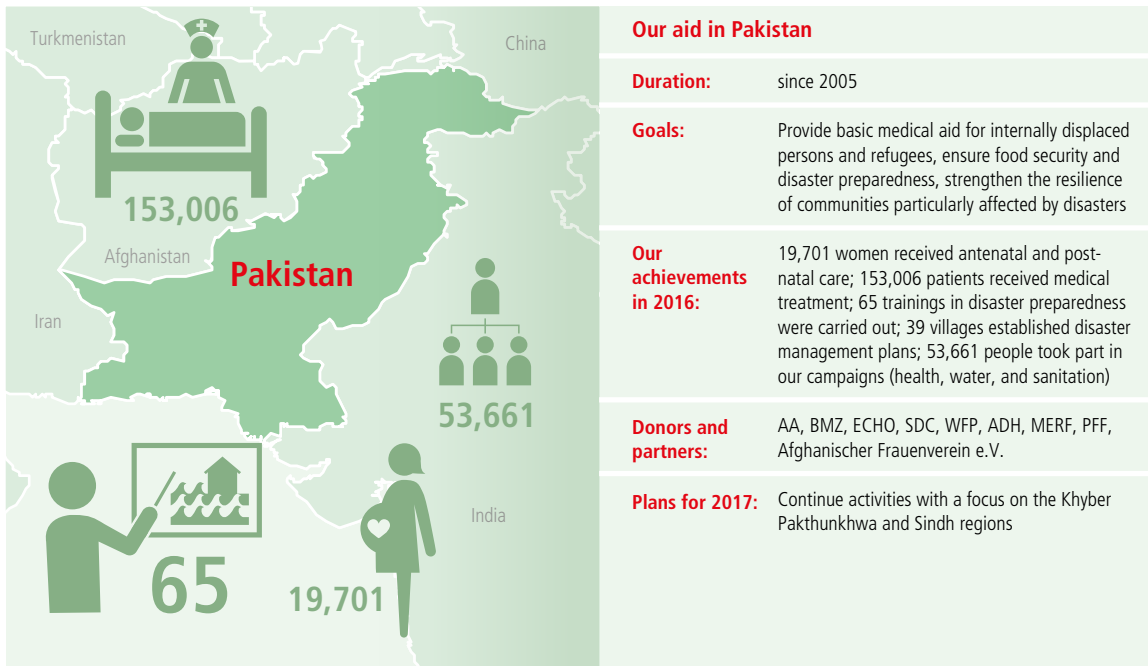 Turkmenistan
China
153,006
Afghanistan
Pakistan
Iran
53,661
India
65
19,701
Our aid in Pakistan
Duration:
since 2005
Goals:
Provide basic medical aid for internally displaced
persons and refugees, ensure food security and
disaster preparedness, strengthen the resilience
of communities particularly affected by disasters
Our
achievements
in 2016:
19,701 women received antenatal and post-
natal care; 153,006 patients received medical
treatment; 65 trainings in disaster preparedness
were carried out; 39 villages established disaster
management plans; 53,661 people took part in
our campaigns (health, water, and sanitation)
Donors and
partners:
AA, BMZ, ECHO, SDC, WFP, ADH, MERF, PFF,
Afghanischer Frauenverein e.V.
Plans for 2017:
Continue activities with a focus on the Khyber
Pakthunkhwa and Sindh regions